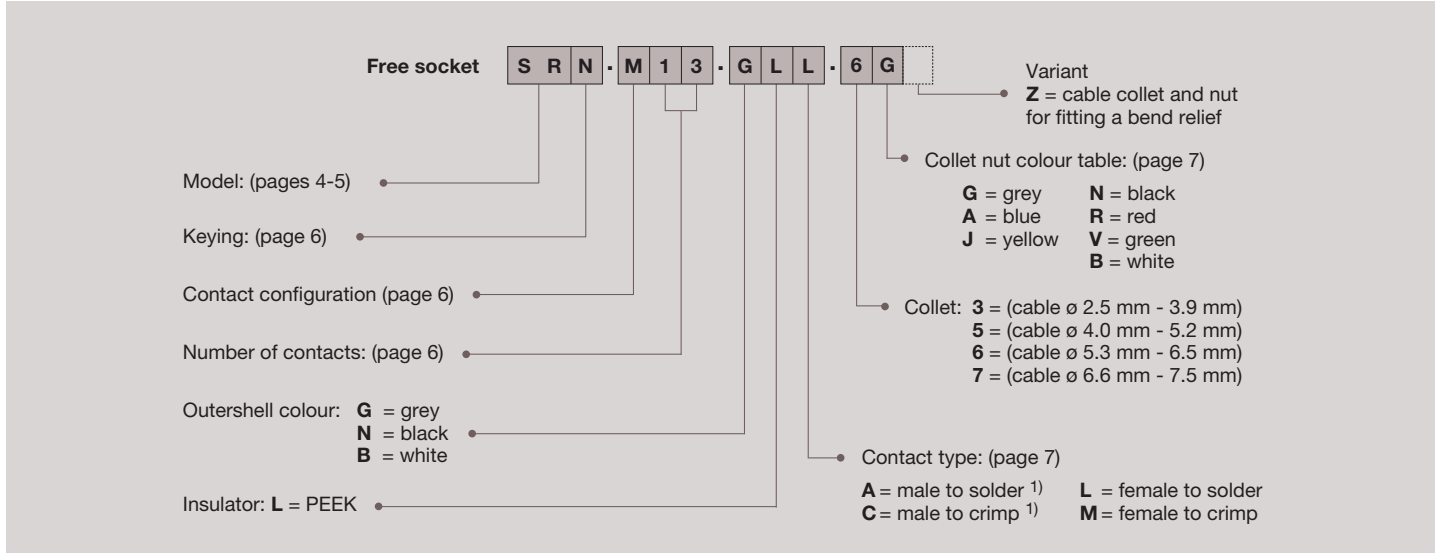 Free socket S R N . M 1 3 . G L L . 6 G
Variant
Z = cable collet and nut
for fitting a bend relief
Collet nut colour table: (page 7)
G = grey N = black
A = blue R = red
J = yellow V = green
B = white
Model: (pages 4-5)
Keying: (page 6)
Contact configuration (page 6)
Collet: 3 = (cable ø 2.5 mm - 3.9 mm)
5 = (cable ø 4.0 mm - 5.2 mm)
6 = (cable ø 5.3 mm - 6.5 mm)
7 = (cable ø 6.6 mm - 7.5 mm)
Number of contacts: (page 6)
Outershell colour: G = grey
N = black
B = white
Contact type: (page 7)
A = male to solder 1) L = female to solder
C = male to crimp 1) M = female to crimp
Insulator: L = PEEK